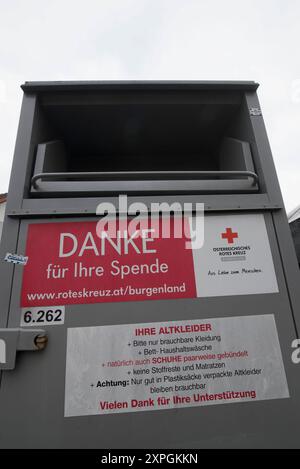 DANKE
für Ihre Spende
www.roteskreuz.at/burgenland
ÖSTERREICHISCHES
ROTES KREUZ
BURGENLAND
Aus Liebe zum Menschen.
6.262
IHRE ALTKLEIDER
+ Bitte nur brauchbare Kleidung
+ Bett- Haushaltswäsche
+ natürlich auch SCHUHE paarweise gebündelt
+ keine Stoffreste und Matratzen
+ Achtung: Nur gut in Plastiksäcke verpackte Altkleider
bleiben brauchbar
Vielen Dank für Ihre Unterstützung